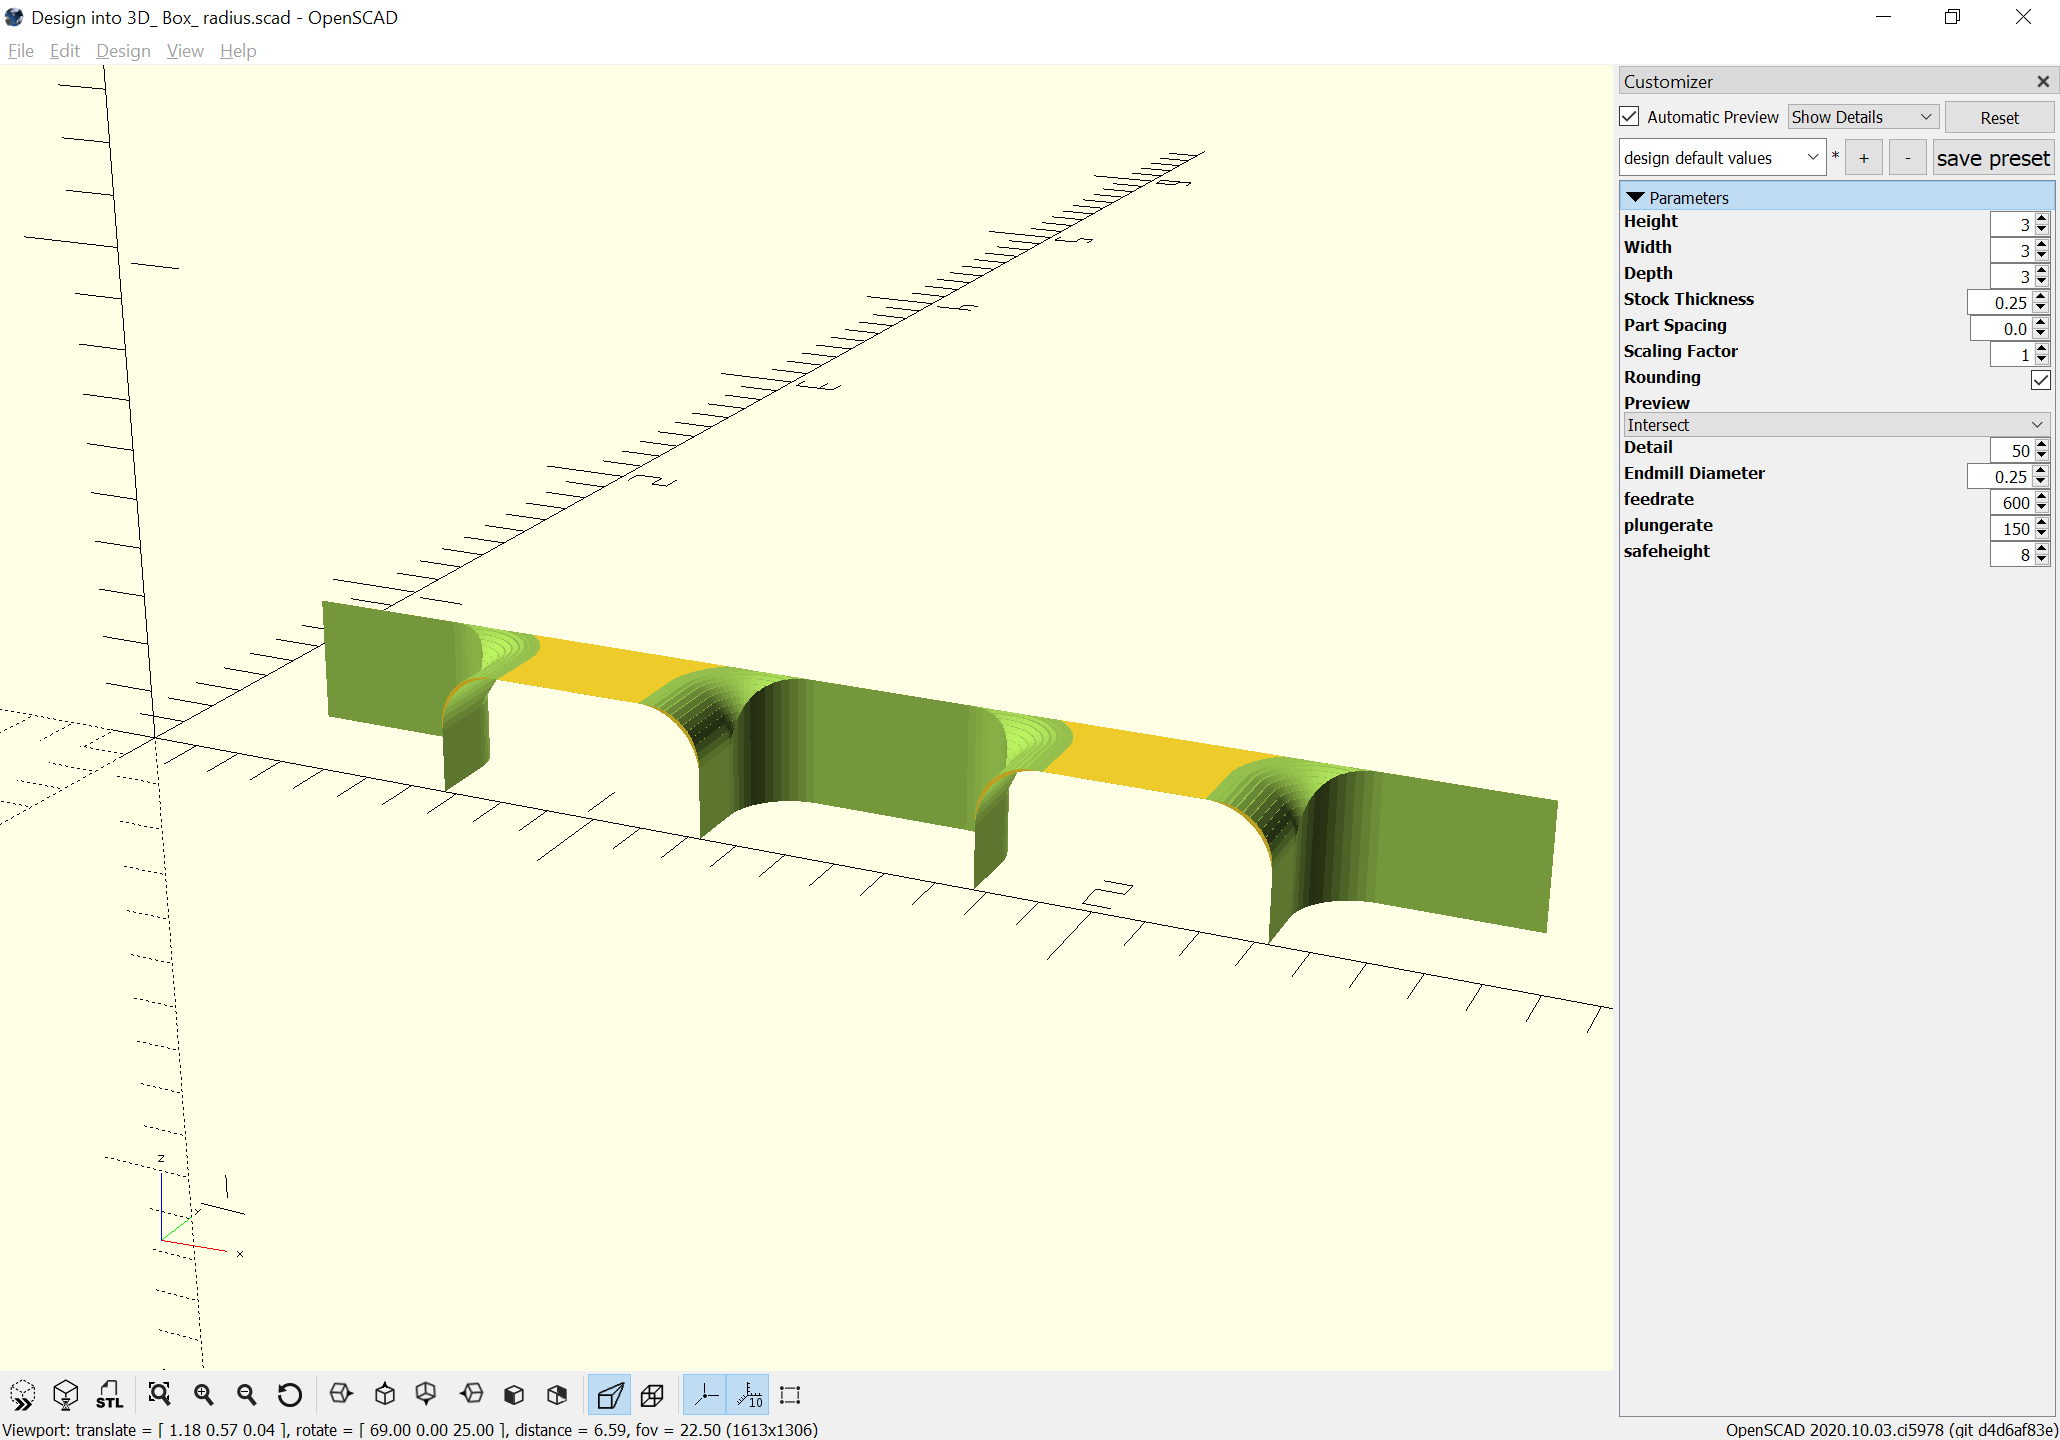 Design into 3D_ Box_ radius.scad - OpenSCAD
File Edit Design View Help
Customizer
Automatic Preview Show Details Reset
design default values * + - save preset
Parameters
Height 3
Width 3
Depth 3
Stock Thickness 0.25
Part Spacing 0.0
Scaling Factor 1
Rounding
Preview
Intersect
Detail 50
Endmill Diameter 0.25
feedrate 600
plungerate 150
safeheight 8
z
y
x
STL
10
Viewport: translate = [ 1.18 0.57 0.04 ], rotate = [ 69.00 0.00 25.00 ], distance = 6.59, fov = 22.50 (1613x1306)
OpenSCAD 2020.10.03.ci5978 (git d4d6af83e)